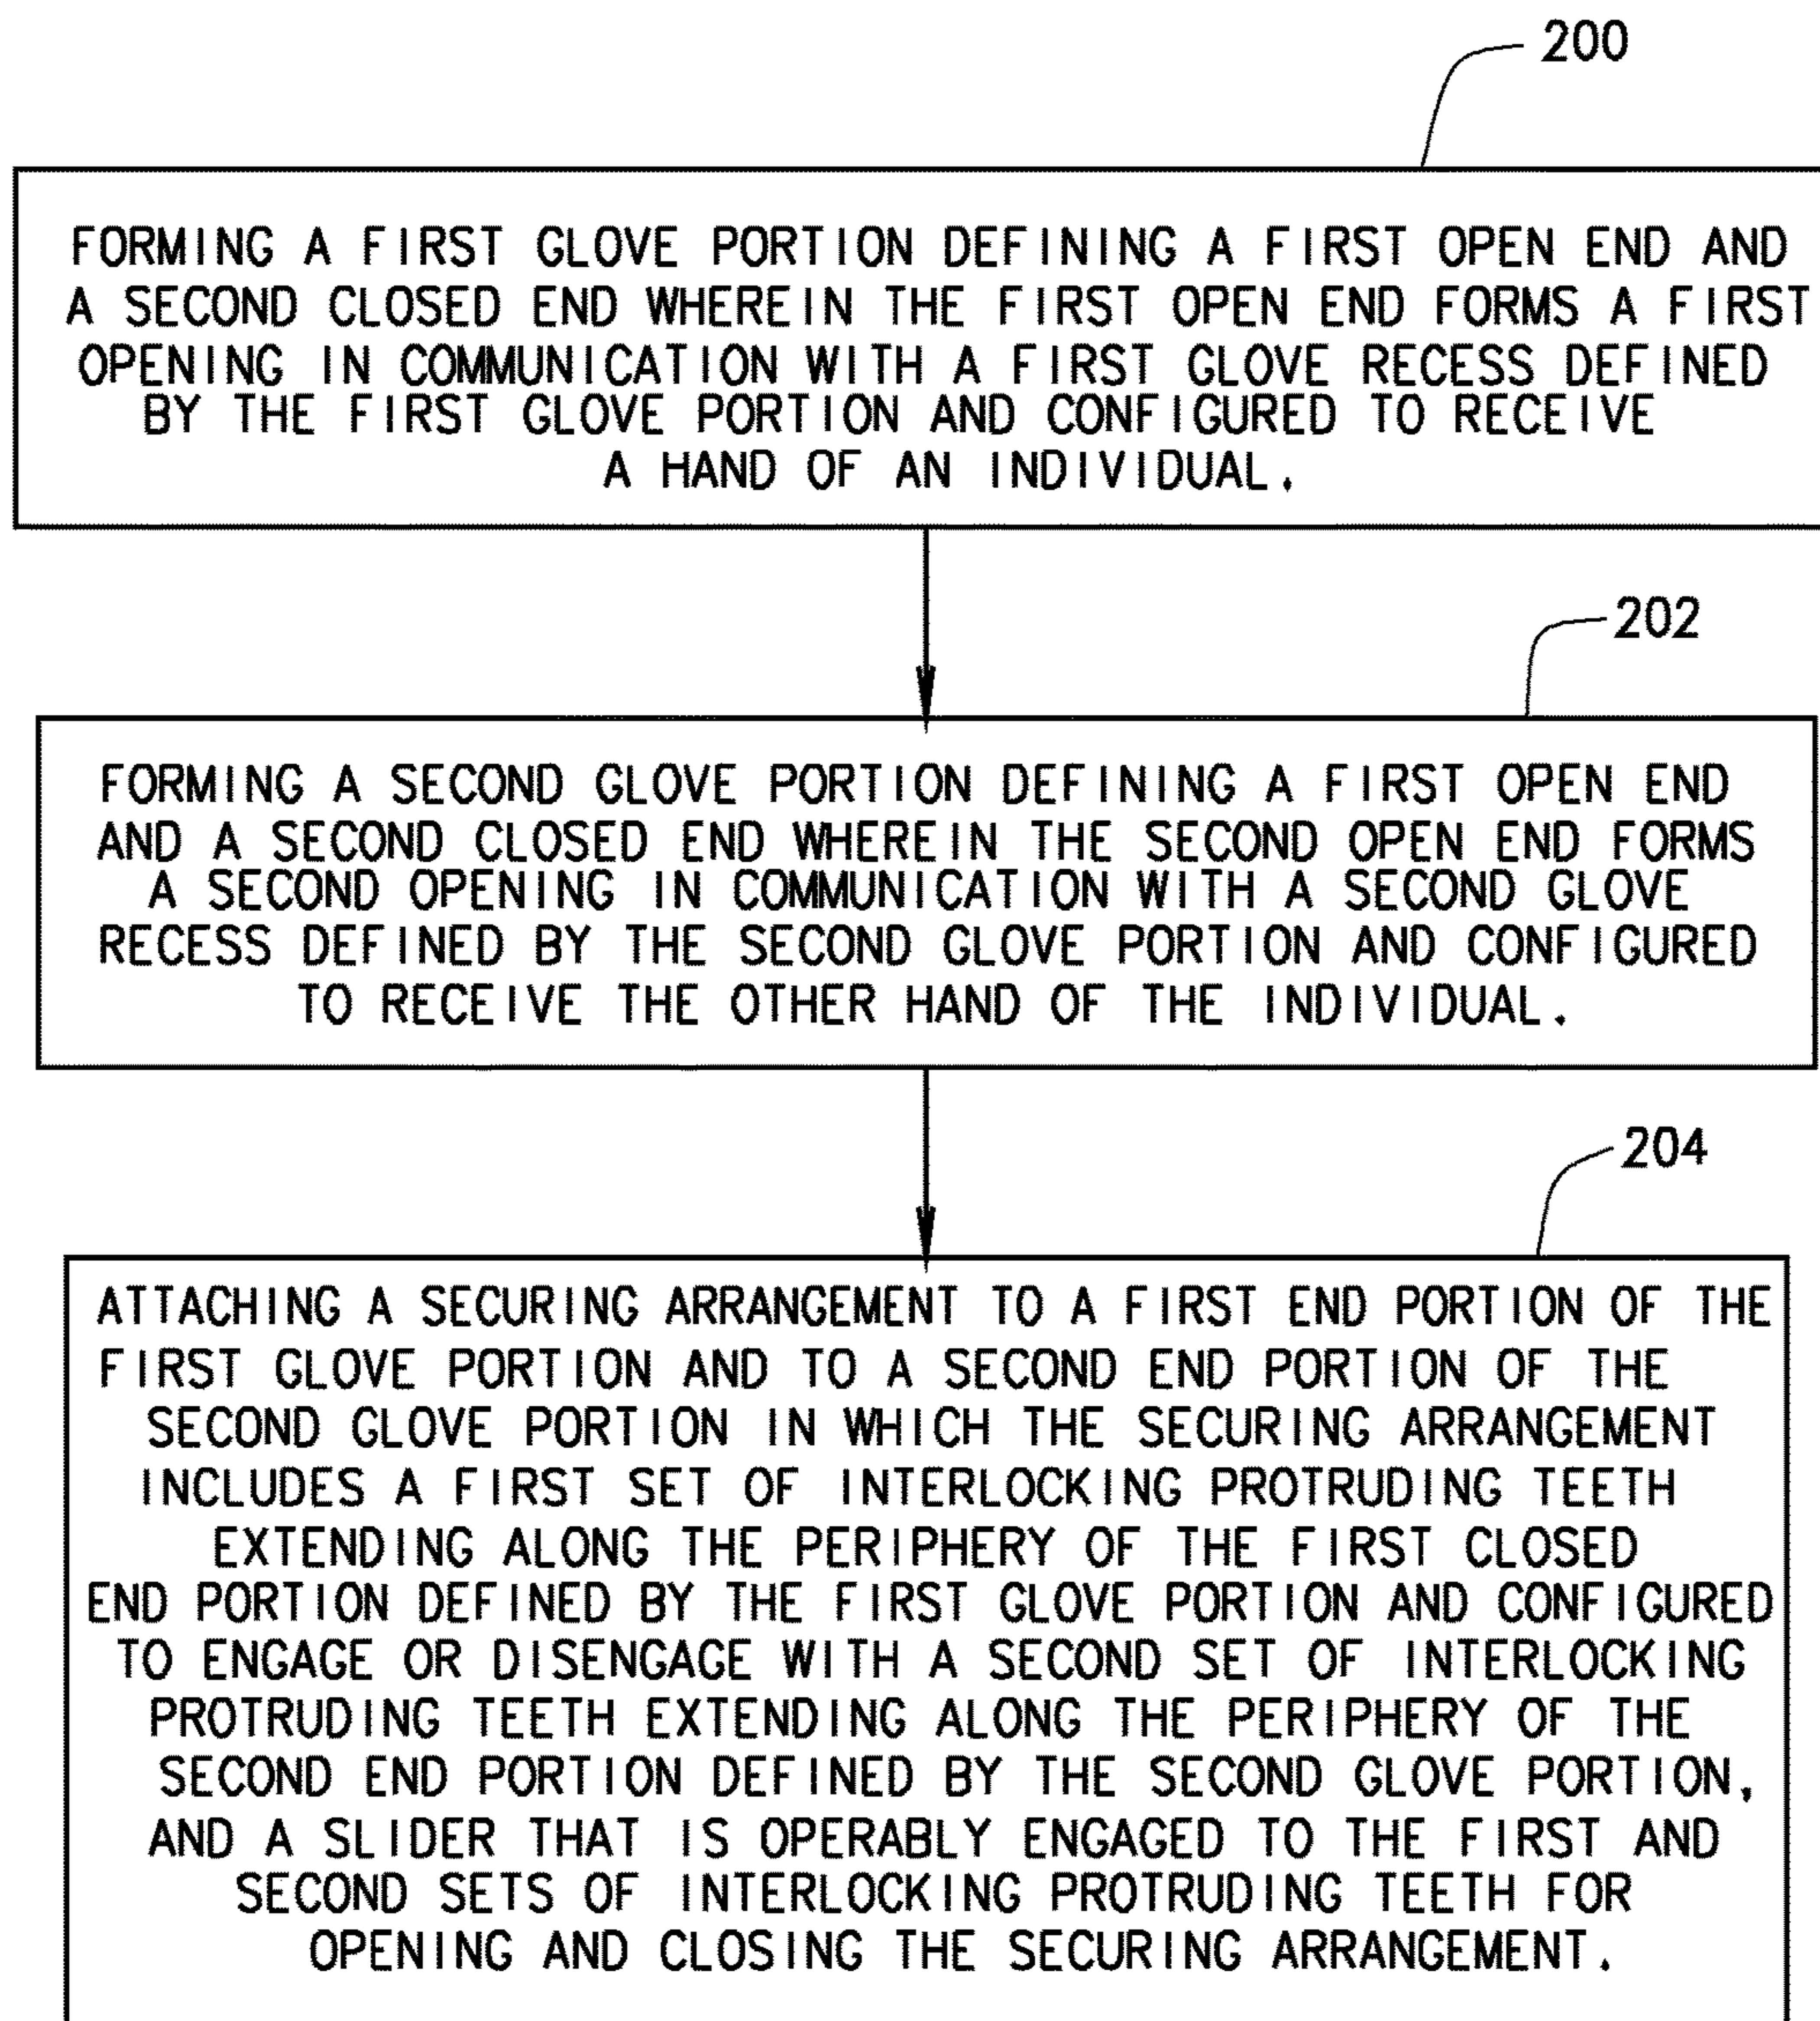 200
FORMING A FIRST GLOVE PORTION DEFINING A FIRST OPEN END AND
A SECOND CLOSED END WHEREIN THE FIRST OPEN END FORMS A FIRST
OPENING IN COMMUNICATION WITH A FIRST GLOVE RECESS DEFINED
BY THE FIRST GLOVE PORTION AND CONFIGURED TO RECEIVE
A HAND OF AN INDIVIDUAL.
202
FORMING A SECOND GLOVE PORTION DEFINING A FIRST OPEN END
AND A SECOND CLOSED END WHEREIN THE SECOND OPEN END FORMS
A SECOND OPENING IN COMMUNICATION WITH A SECOND GLOVE
RECESS DEFINED BY THE SECOND GLOVE PORTION AND CONFIGURED
TO RECEIVE THE OTHER HAND OF THE INDIVIDUAL.
204
ATTACHING A SECURING ARRANGEMENT TO A FIRST END PORTION OF THE
FIRST GLOVE PORTION AND TO A SECOND END PORTION OF THE
SECOND GLOVE PORTION IN WHICH THE SECURING ARRANGEMENT
INCLUDES A FIRST SET OF INTERLOCKING PROTRUDING TEETH
EXTENDING ALONG THE PERIPHERY OF THE FIRST CLOSED
END PORTION DEFINED BY THE FIRST GLOVE PORTION AND CONFIGURED
TO ENGAGE OR DISENGAGE WITH A SECOND SET OF INTERLOCKING
PROTRUDING TEETH EXTENDING ALONG THE PERIPHERY OF THE
SECOND END PORTION DEFINED BY THE SECOND GLOVE PORTION,
AND A SLIDER THAT IS OPERABLY ENGAGED TO THE FIRST AND
SECOND SETS OF INTERLOCKING PROTRUDING TEETH FOR
OPENING AND CLOSING THE SECURING ARRANGEMENT.